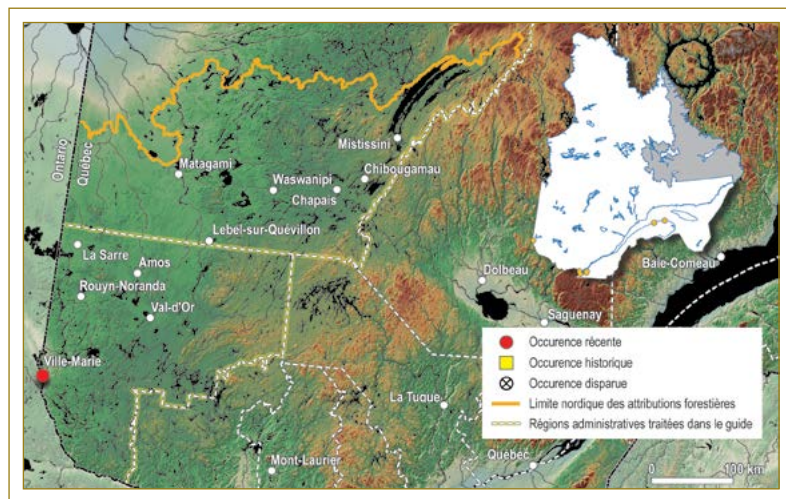 Ontario
Québec
Mistissini
Matagami
Chibougamau
Waswanipi
Chapais
Lebel-sur-Quévillon
La Sarre
Amos
Rouyn-Noranda
Val-d'Or
Dolbeau
Baie-Comeau
Saguenay
Ville-Marie
La Tuque
Mont-Laurier
Québec
Occurence récente
Occurence historique
Occurence disparue
Limite nordique des attributions forestières
Régions administratives traitées dans le guide
0 100 km